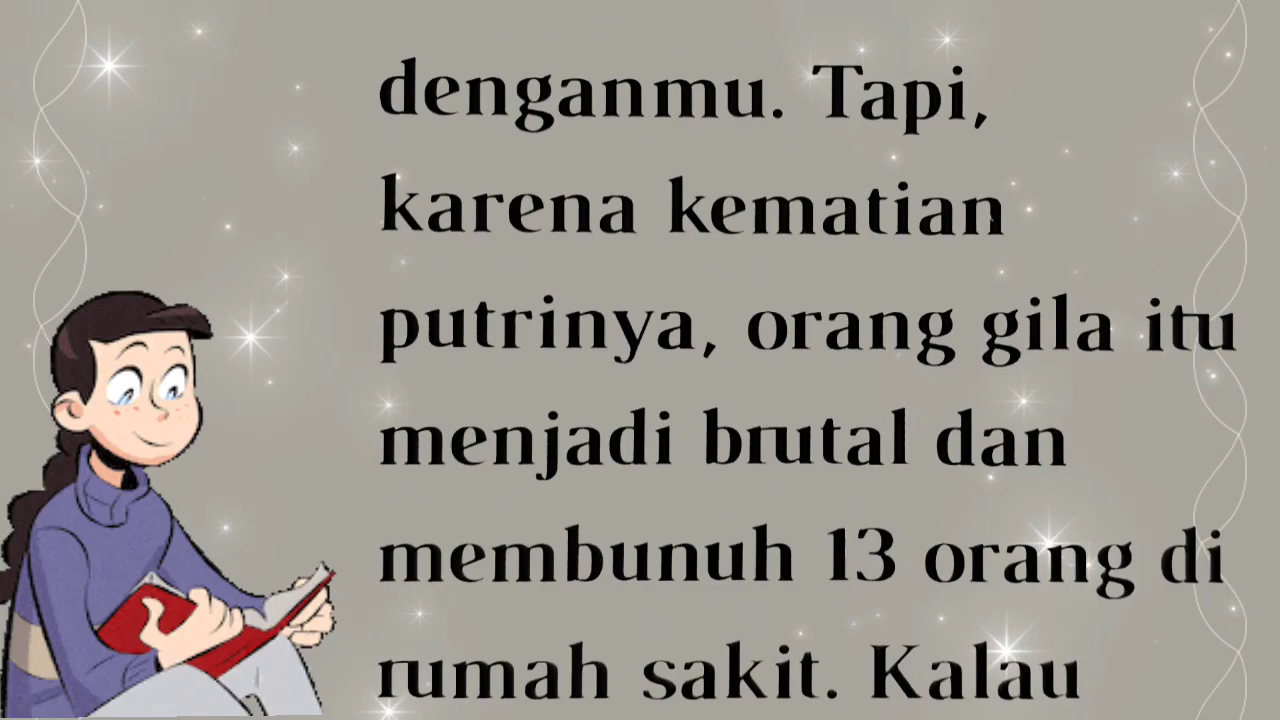 denganmu. Tapi,
karena kematian
putrinya, orang gila itu
menjadi brutal dan
membunuh 13 orang di
rumah sakit. Kalau